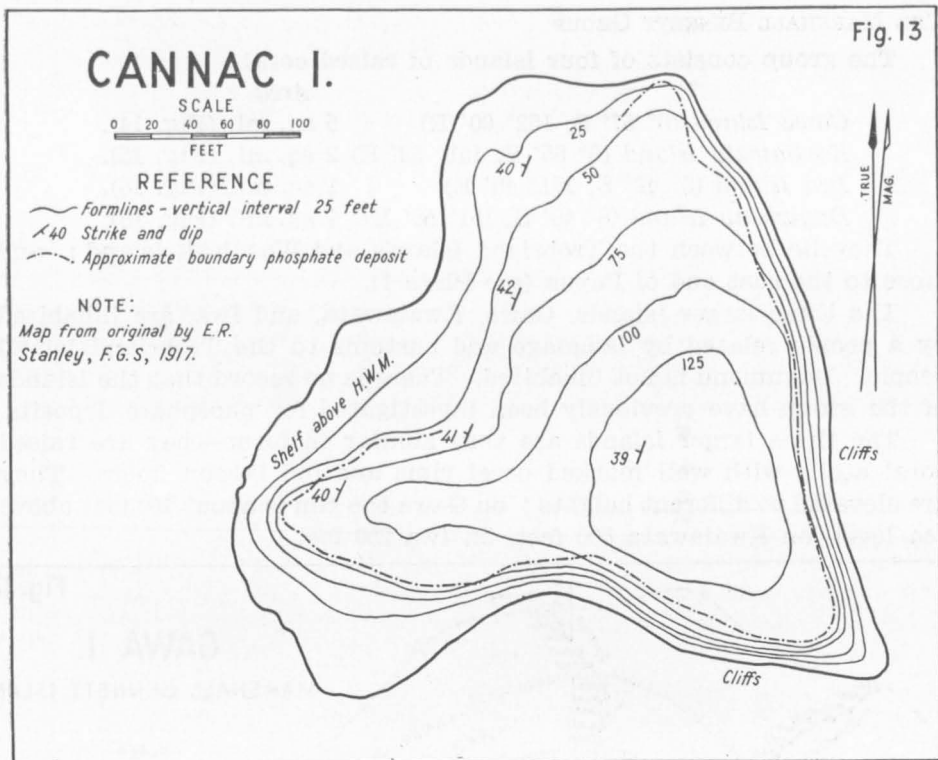 Fig. 13
CANNAC I.
SCALE
20 40 60 80 100
FEET
REFERENCE
Formlines - vertical interval 25 feet
40 Strike and dip
Approximate boundary phosphate deposit
NOTE:
Map from original by E.R.
Stanley, F.G.S., 1917.
TRUE
MAG.
25
40
50
75
42
100
125
Shelf above H.W.M.
41
39
40
Cliffs
Cliffs